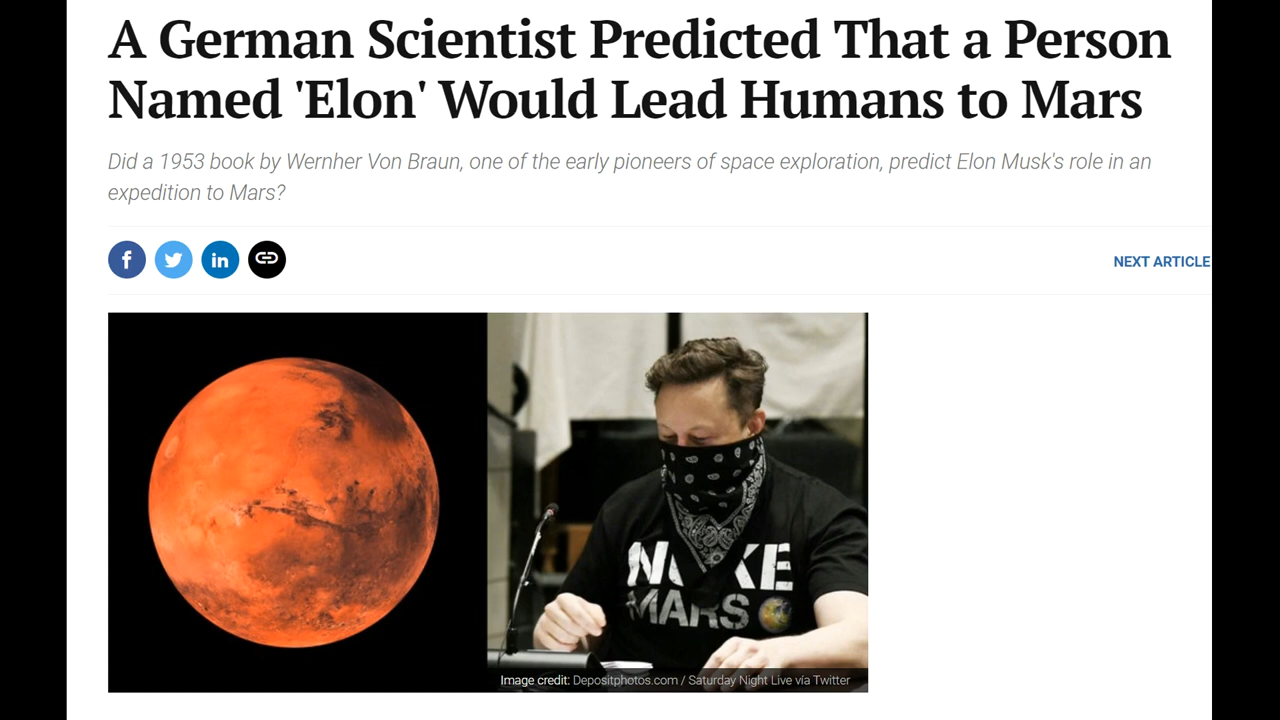 A German Scientist Predicted That a Person
Named 'Elon' Would Lead Humans to Mars
Did a 1953 book by Wernher Von Braun, one of the early pioneers of space exploration, predict Elon Musk's role in an
expedition to Mars?
NEXT ARTICLE
MARS
Image credit: Depositphotos.com / Saturday Night Live vía Twitter